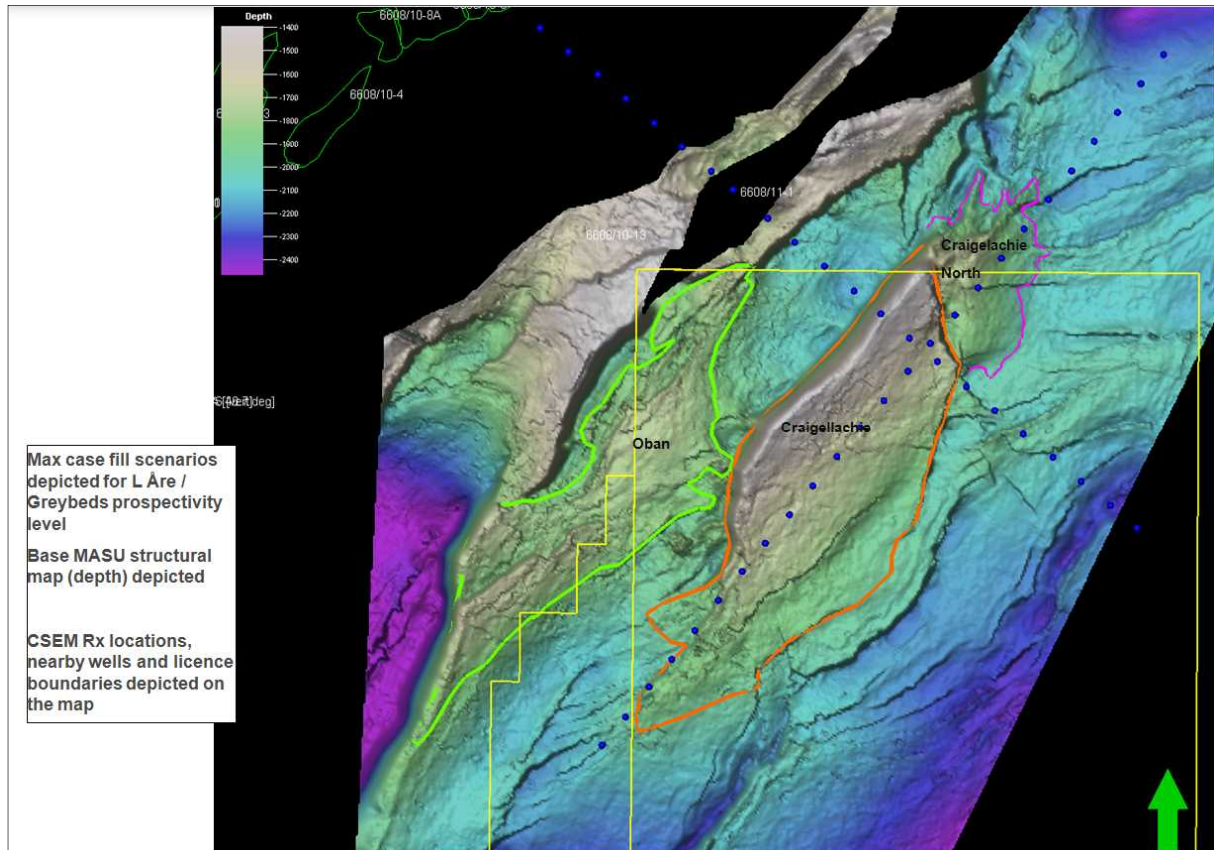 Depth
-1400
-1500
-1600
-1700
-1800
-1900
-2000
-2100
-2200
-2300
-2400
6608/10-8A
6608/10-4
6608/11-1
6608/10-13
Craigelachie
North
Craigellachie
Oban
Max case fill scenarios
depicted for L Åre /
Greybeds prospectivity
level
Base MASU structural
map (depth) depicted
CSEM Rx locations,
nearby wells and licence
boundaries depicted on
the map